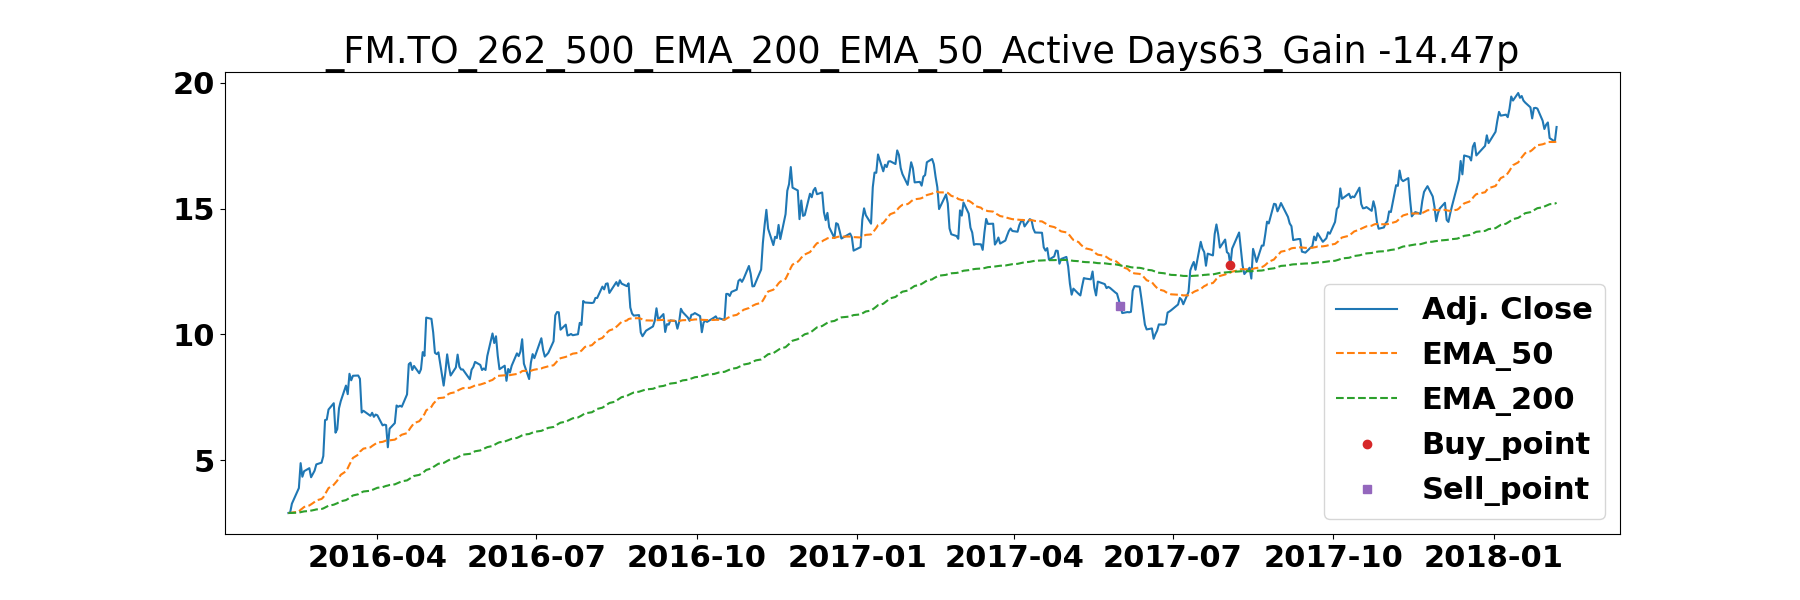 _FM.TO_262_500_EMA_200_EMA_50_Active Days63_Gain -14.47p
20
15
10
5
2016-04 2016-07 2016-10 2017-01 2017-04 2017-07 2017-10 2018-01
Adj. Close
EMA_50
EMA_200
Buy_point
Sell_point